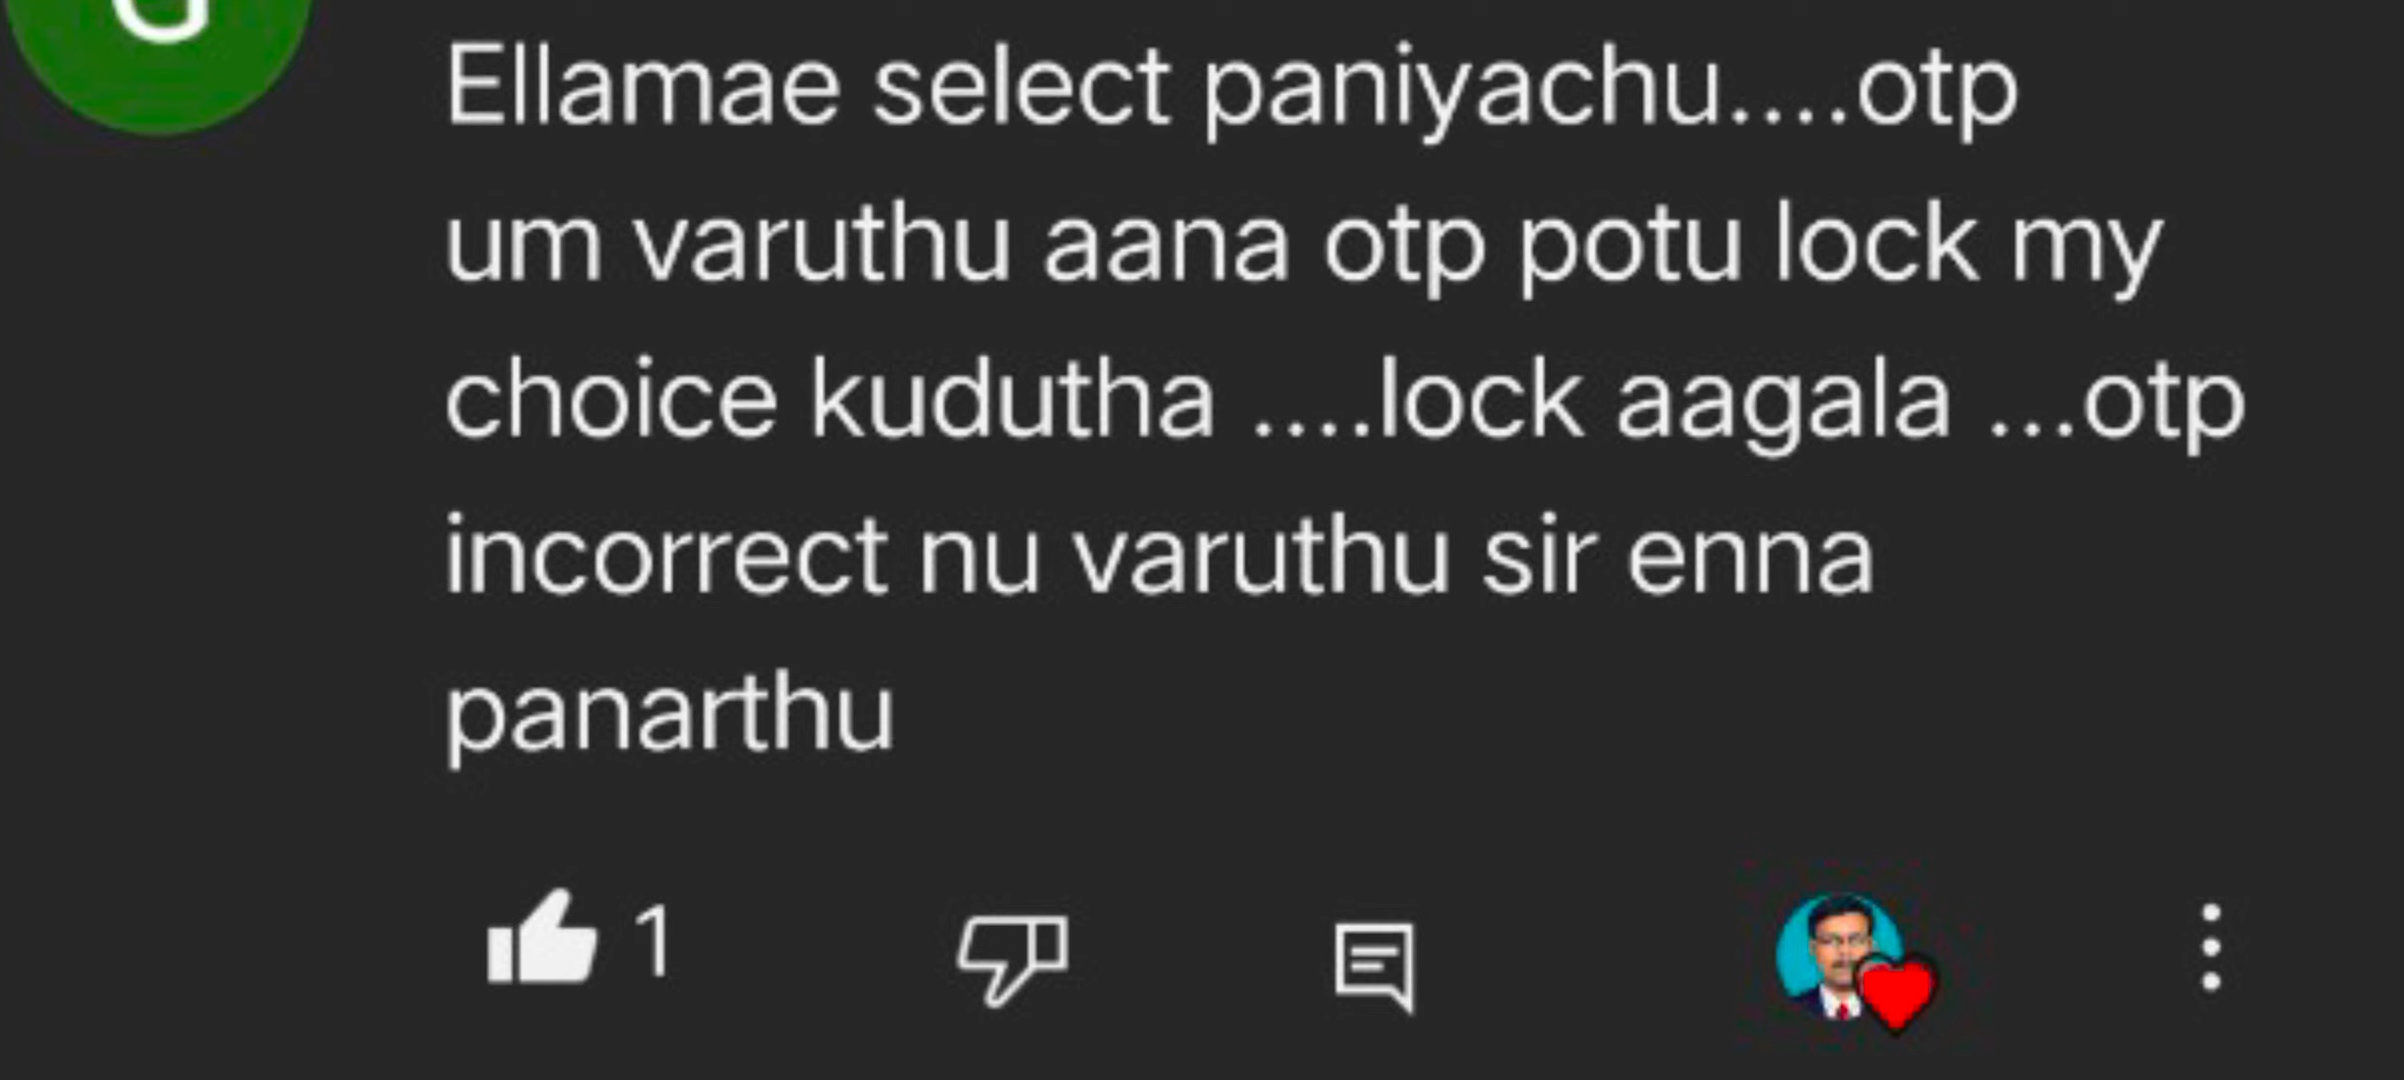 Ellamae select paniyachu....otp
um varuthu aana otp potu lock my
choice kudutha ....lock aagala ...otp
incorrect nu varuthu sir enna
panarthu
1